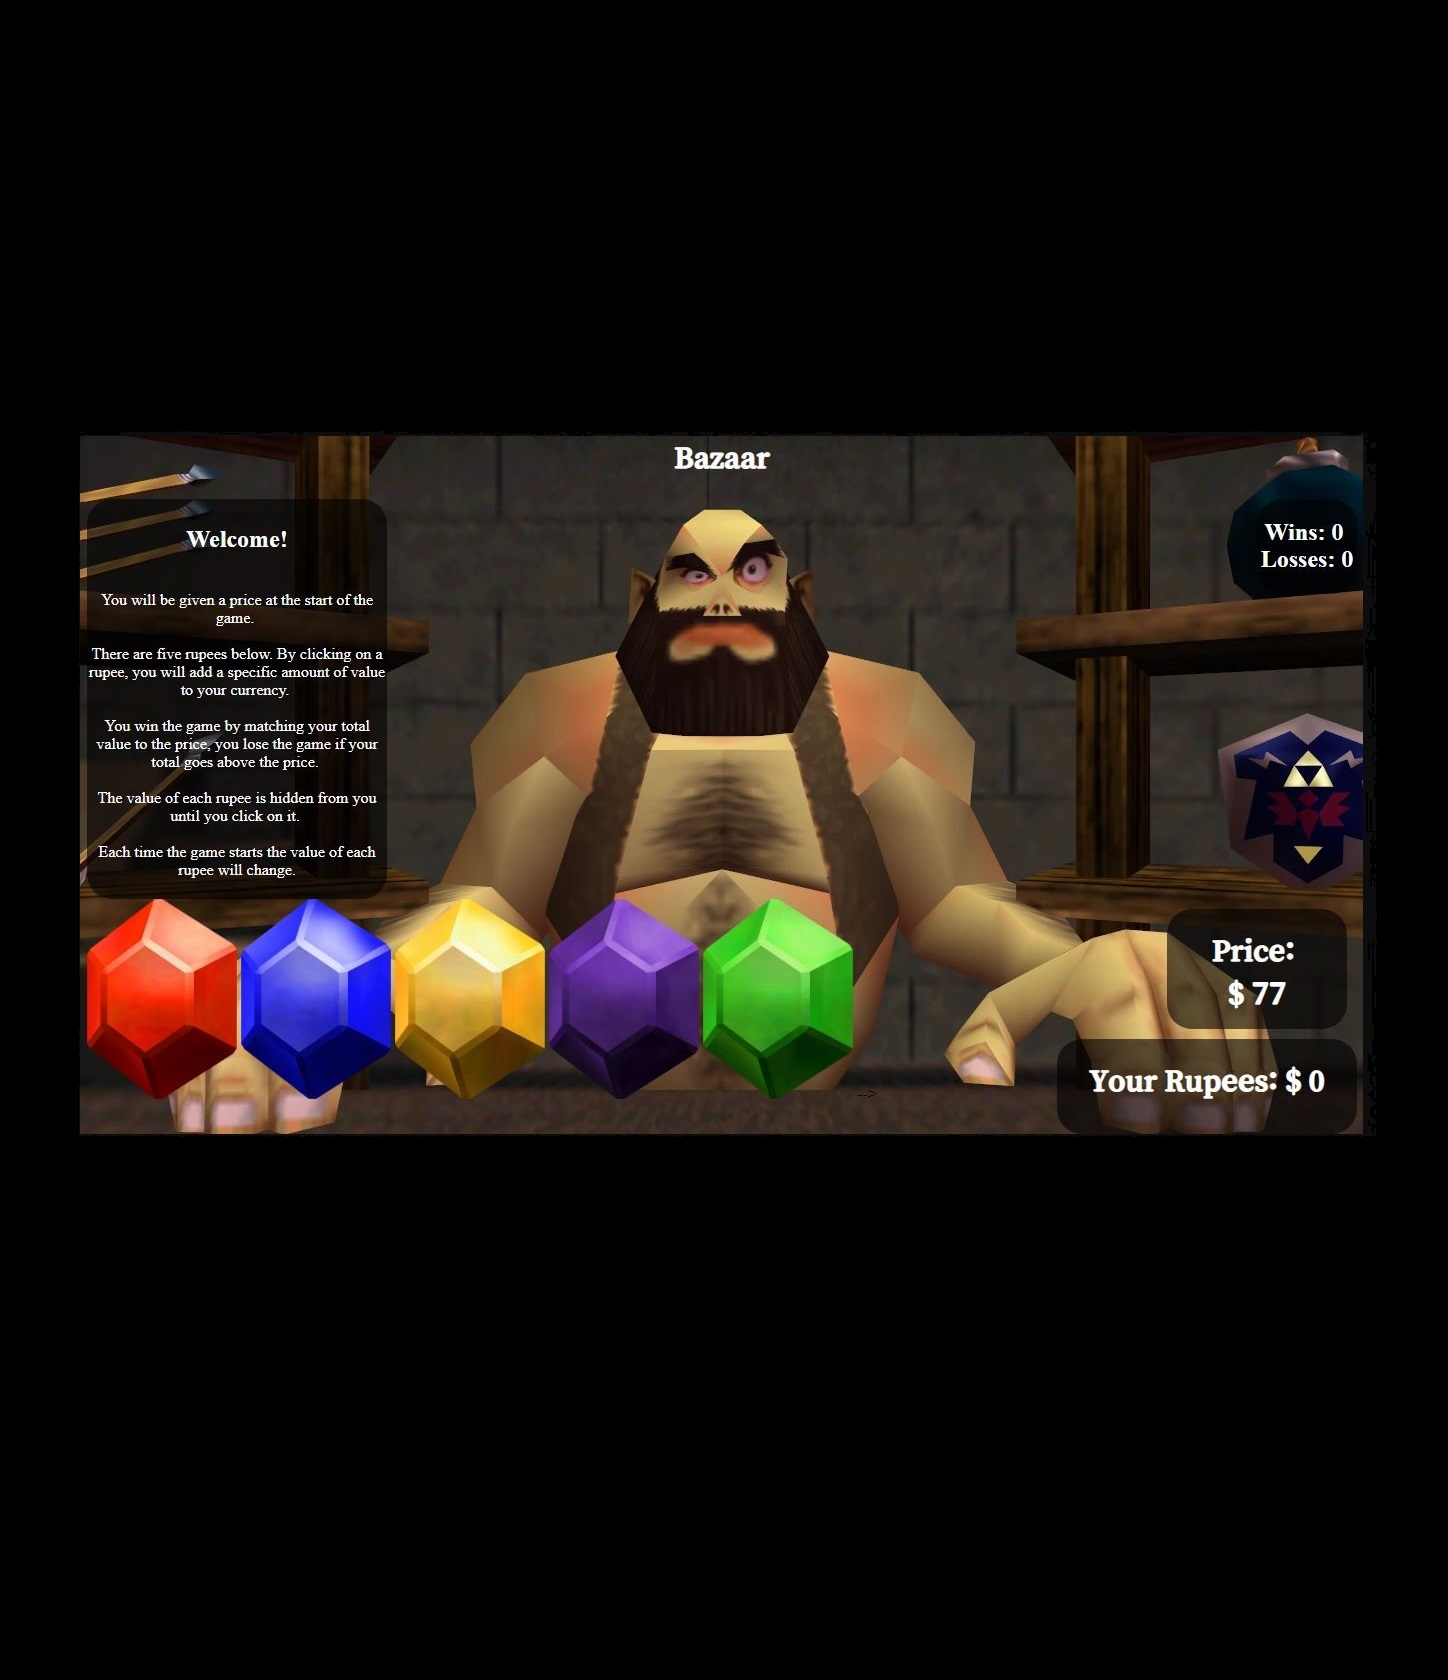 Bazaar
Welcome!
You will be given a price at the start of the
game.
There are five rupees below. By clicking on a
rupee, you will add a specific amount of value
to your currency.
You win the game by matching your total
value to the price, you lose the game if your
total goes above the price.
The value of each rupee is hidden from you
until you click on it.
Each time the game starts the value of each
rupee will change.
Wins: 0
Losses: 0
Price:
$ 77
Your Rupees: $ 0
-->